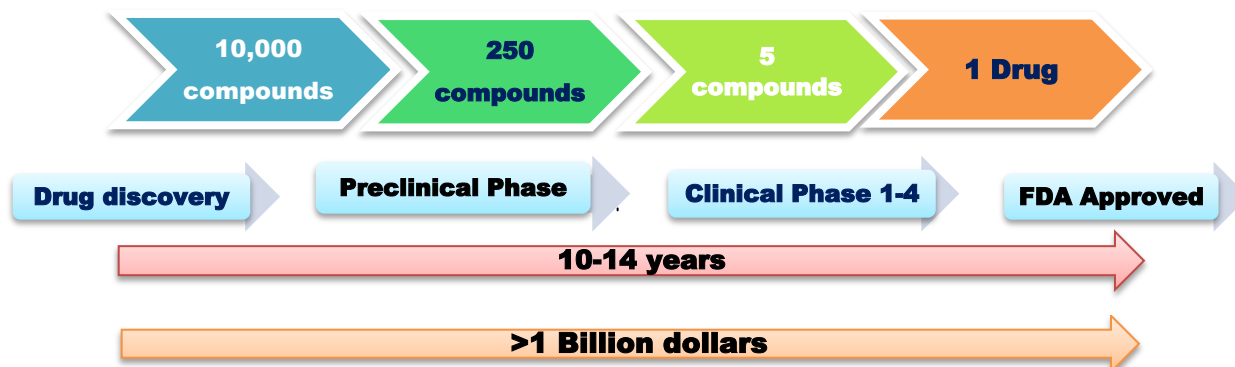 10,000
compounds
250
compounds
5
compounds
1 Drug
Drug discovery
Preclinical Phase
Clinical Phase 1-4
FDA Approved
10-14 years
>1 Billion dollars